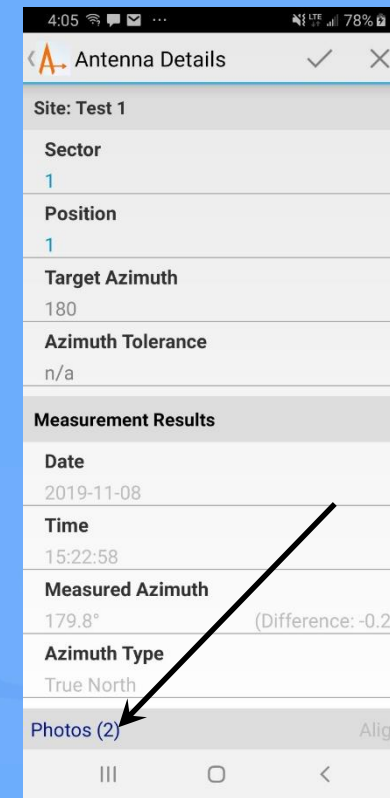 4:05 LTE 78%
Antenna Details
Site: Test 1
Sector
1
Position
1
Target Azimuth
180
Azimuth Tolerance
n/a
Measurement Results
Date
2019-11-08
Time
15:22:58
Measured Azimuth
179.8° (Difference: -0.2
Azimuth Type
True North
Photos (2) Alig